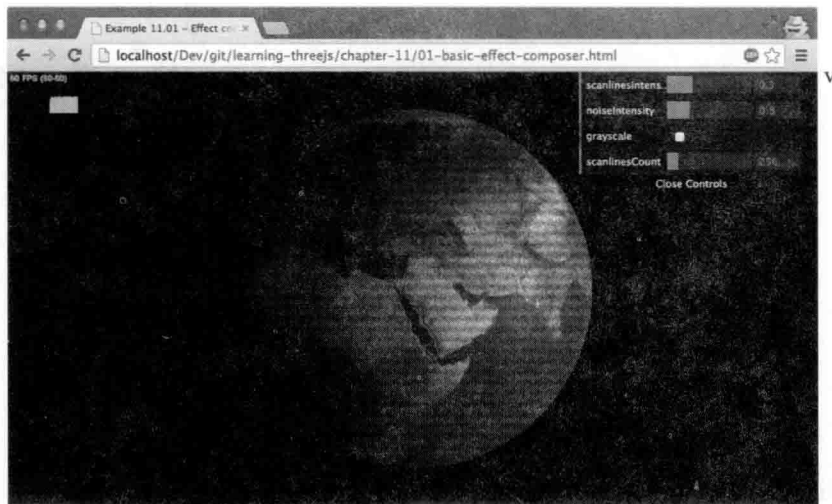 Example 11.01 – Effect co
localhost/Dev/git/learning-threejs/chapter-11/01-basic-effect-composer.html
60 FPS (60-60)
scanlinesIntens
0.3
noiseIntensity
grayscale
scanlinesCount
256
Close Controls